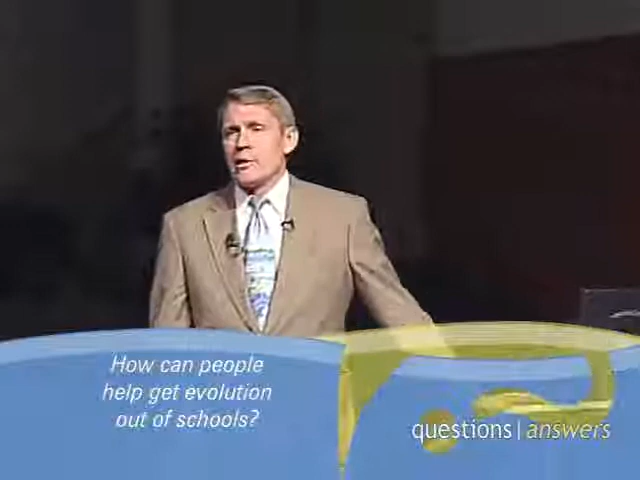 How can people
help get evolution
out of schools?
questions | answers